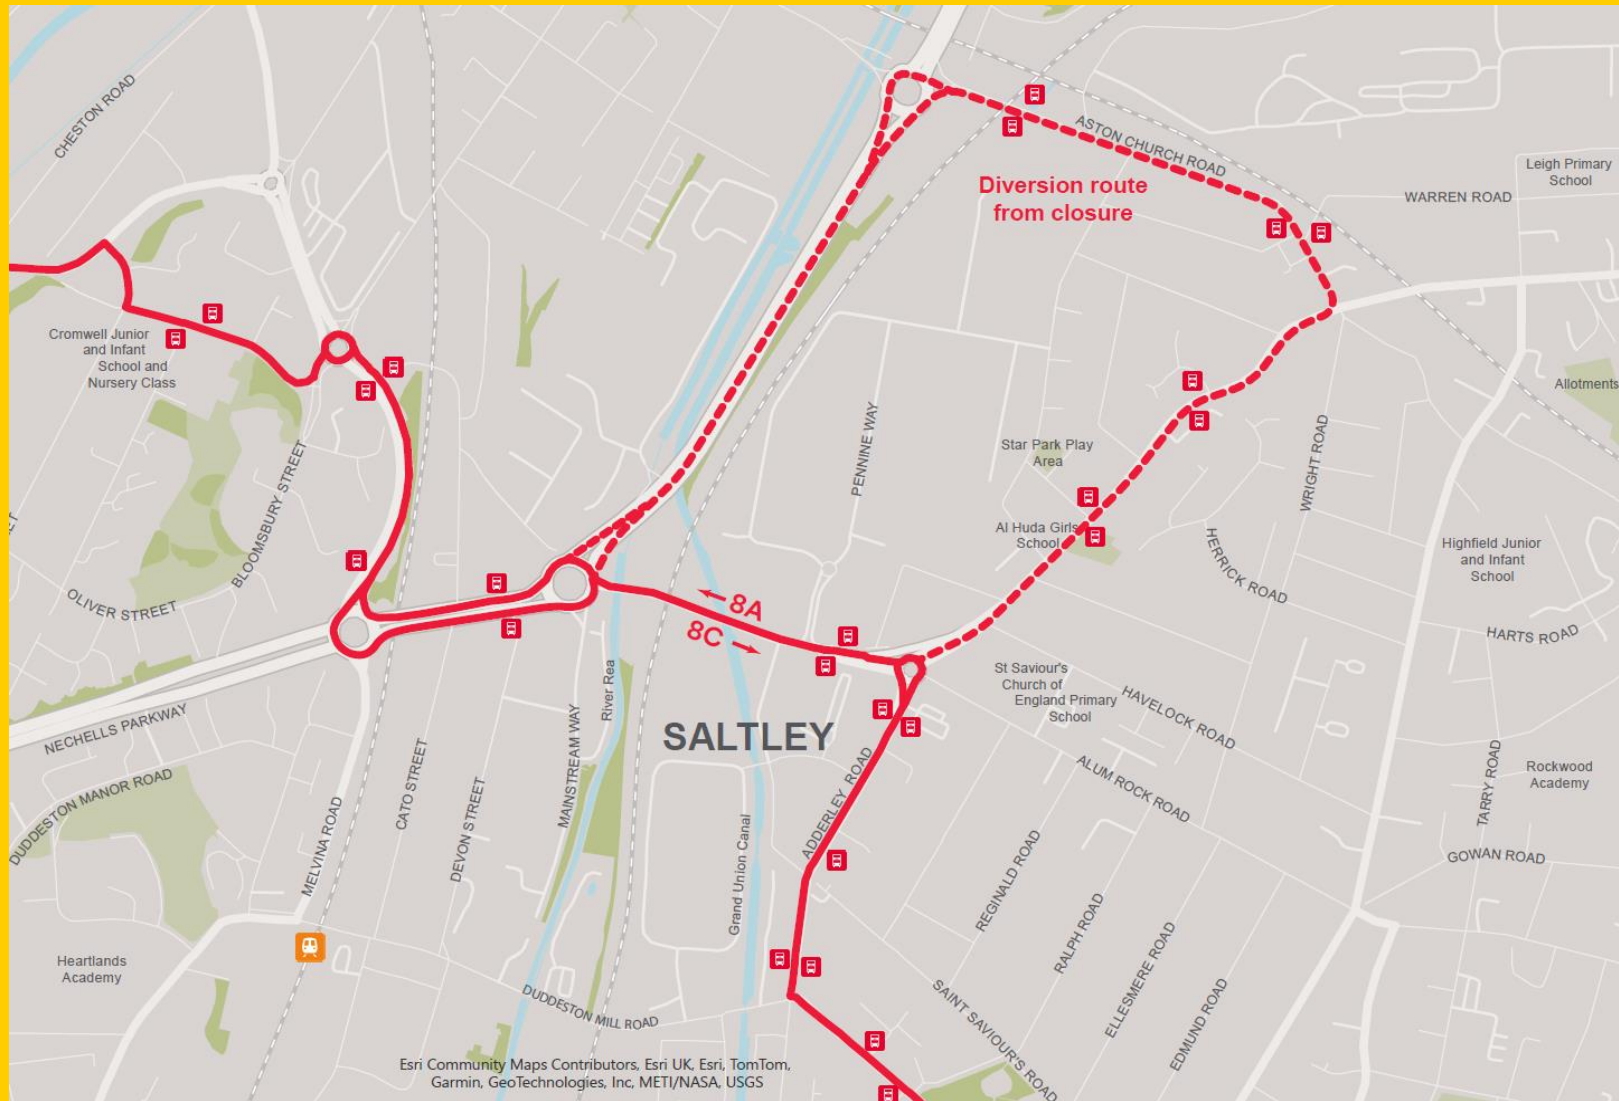 CHESTON ROAD
ASTON CHURCH ROAD
Leigh Primary
School
WARREN ROAD
Diversion route
from closure
Cromwell Junior
and Infant
School and
Nursery Class
Allotments
PENNINE WAY
Star Park Play
Area
WRIGHT ROAD
BLOOMSBURY STREET
Al Huda Girls
School
HERRICK ROAD
Highfield Junior
and Infant
School
OLIVER STREET
8A
8C
HARTS ROAD
River Rea
St Saviour's
Church of
England Primary
School
HAVELOCK ROAD
NECHELLS PARKWAY
SALTLEY
MAINSTREAM WAY
CATO STREET
DEVON STREET
ALUM ROCK ROAD
TARRY ROAD
Rockwood
Academy
DUDDESTON MANOR ROAD
MELVINA ROAD
ADDERLEY ROAD
GOWAN ROAD
Grand Union Canal
REGINALD ROAD
RALPH ROAD
ELLESMERE ROAD
EDMUND ROAD
Heartlands
Academy
DUDDESTON MILL ROAD
SAINT SAVIOUR'S ROAD
Esri Community Maps Contributors, Esri UK, Esri, TomTom,
Garmin, GeoTechnologies, Inc, METI/NASA, USGS